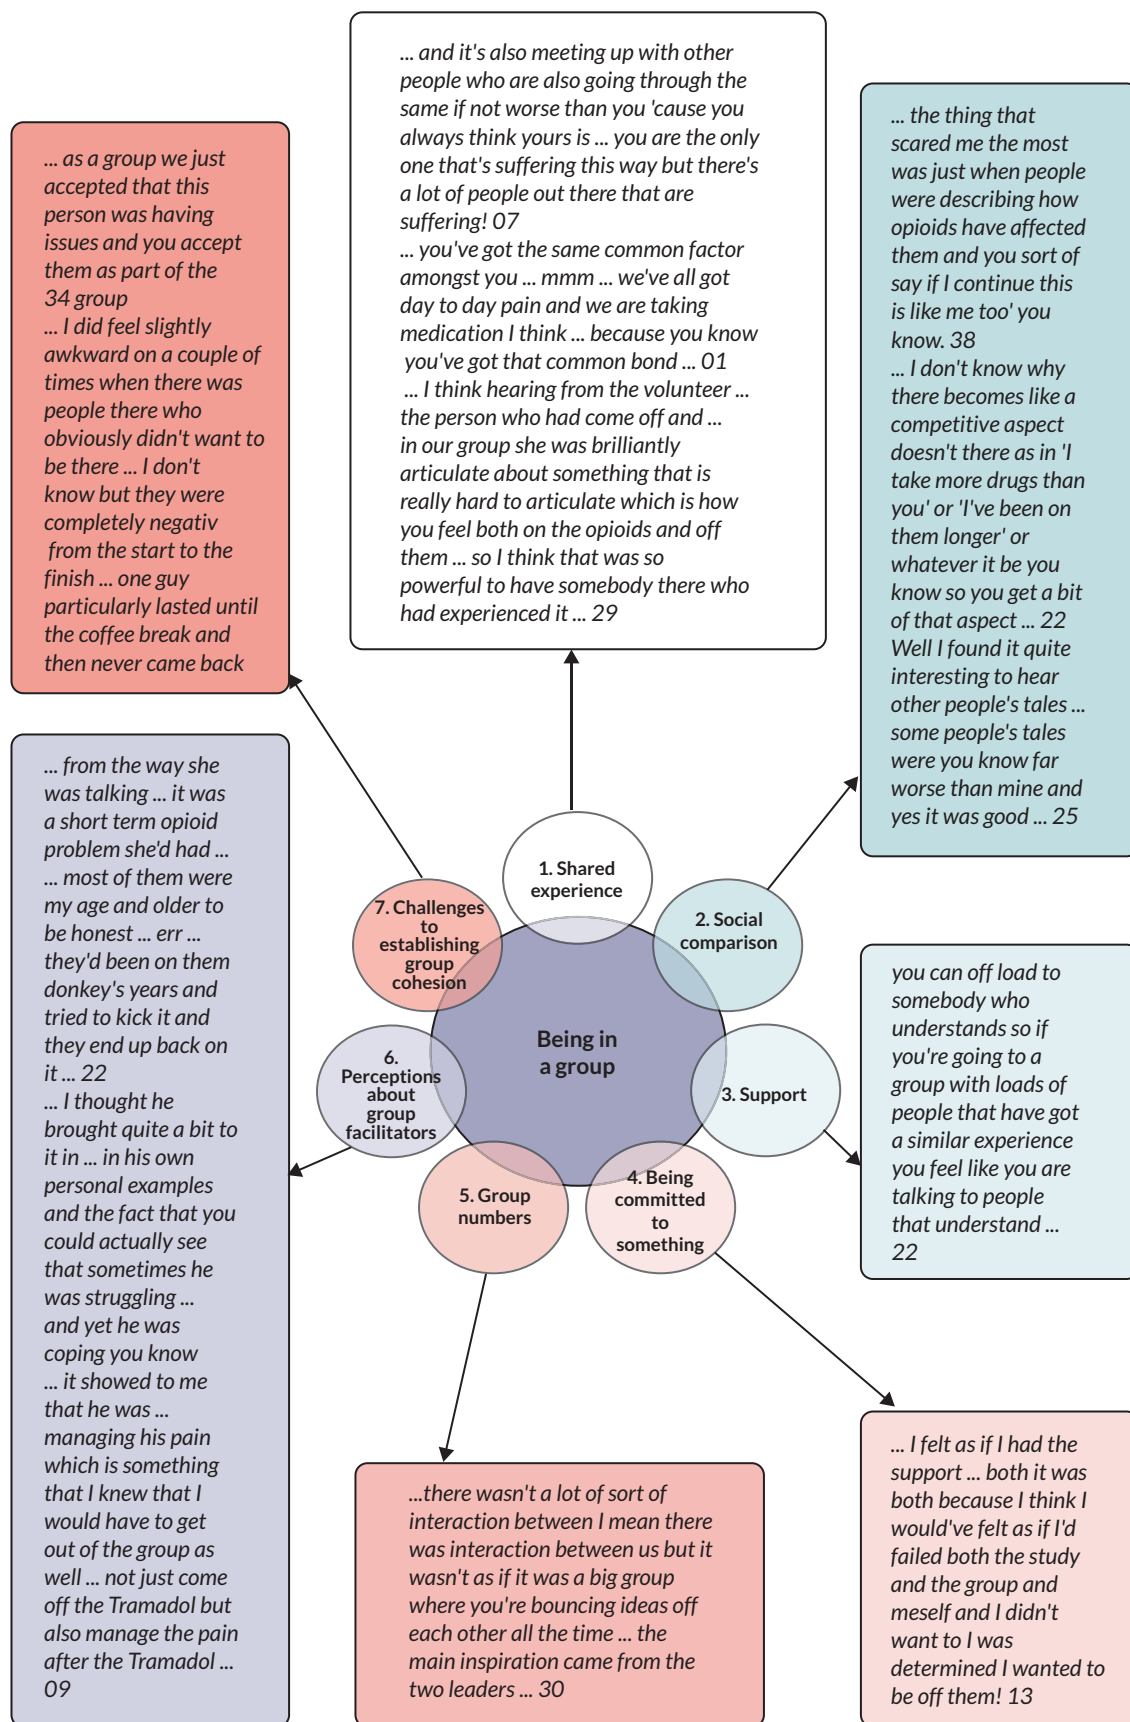 ... and it's also meeting up with other
people who are also going through the
same if not worse than you 'cause you
always think yours is ... you are the only
one that's suffering this way but there's
a lot of people out there that are
suffering! 07
... you've got the same common factor
amongst you ... mmm ... we've all got
day to day pain and we are taking
medication I think ... because you know
you've got that common bond ... 01
... I think hearing from the volunteer ...
the person who had come off and ...
in our group she was brilliantly
articulate about something that is
really hard to articulate which is how
you feel both on the opioids and off
them ... so I think that was so
powerful to have somebody there who
had experienced it ... 29
... the thing that
scared me the most
was just when people
were describing how
opioids have affected
them and you sort of
say if I continue this
is like me too' you
know. 38
... I don't know why
there becomes like a
competitive aspect
doesn't there as in 'I
take more drugs than
you' or 'I've been on
them longer' or
whatever it be you
know so you get a bit
of that aspect ... 22
Well I found it quite
interesting to hear
other people's tales ...
some people's tales
were you know far
worse than mine and
yes it was good ... 25
... as a group we just
accepted that this
person was having
issues and you accept
them as part of the
34 group
... I did feel slightly
awkward on a couple of
times when there was
people there who
obviously didn't want to
be there ... I don't
know but they were
completely negativ
from the start to the
finish ... one guy
particularly lasted until
the coffee break and
then never came back
... from the way she
was talking ... it was
a short term opioid
problem she'd had ...
... most of them were
my age and older to
be honest ... err ...
they'd been on them
donkey's years and
tried to kick it and
they end up back on
it ... 22
... I thought he
brought quite a bit to
it in ... in his own
personal examples
and the fact that you
could actually see
that sometimes he
was struggling ...
and yet he was
coping you know
... it showed to me
that he was ...
managing his pain
which is something
that I knew that I
would have to get
out of the group as
well ... not just come
off the Tramadol but
also manage the pain
after the Tramadol ...
09
1. Shared
experience
2. Social
comparison
3. Support
4. Being
committed
to
something
5. Group
numbers
6.
Perceptions
about
group
facilitators
7. Challenges
to
establishing
group
cohesion
Being in
a group
you can off load to
somebody who
understands so if
you're going to a
group with loads of
people that have got
a similar experience
you feel like you are
talking to people
that understand ...
22
...there wasn't a lot of sort of
interaction between I mean there
was interaction between us but it
wasn't as if it was a big group
where you're bouncing ideas off
each other all the time ... the
main inspiration came from the
two leaders ... 30
... I felt as if I had the
support ... both it was
both because I think I
would've felt as if I'd
failed both the study
and the group and
meself and I didn't
want to I was
determined I wanted to
be off them! 13